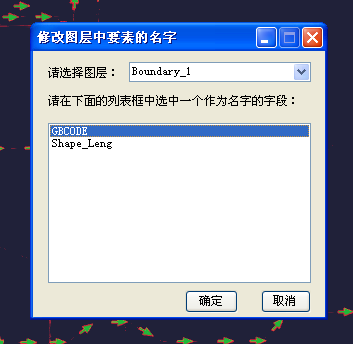 修改图层中要素的名字
请选择图层： Boundary_1
请在下面的列表框中选中一个作为名字的字段：
GBCODE
Shape_Leng
确定 取消